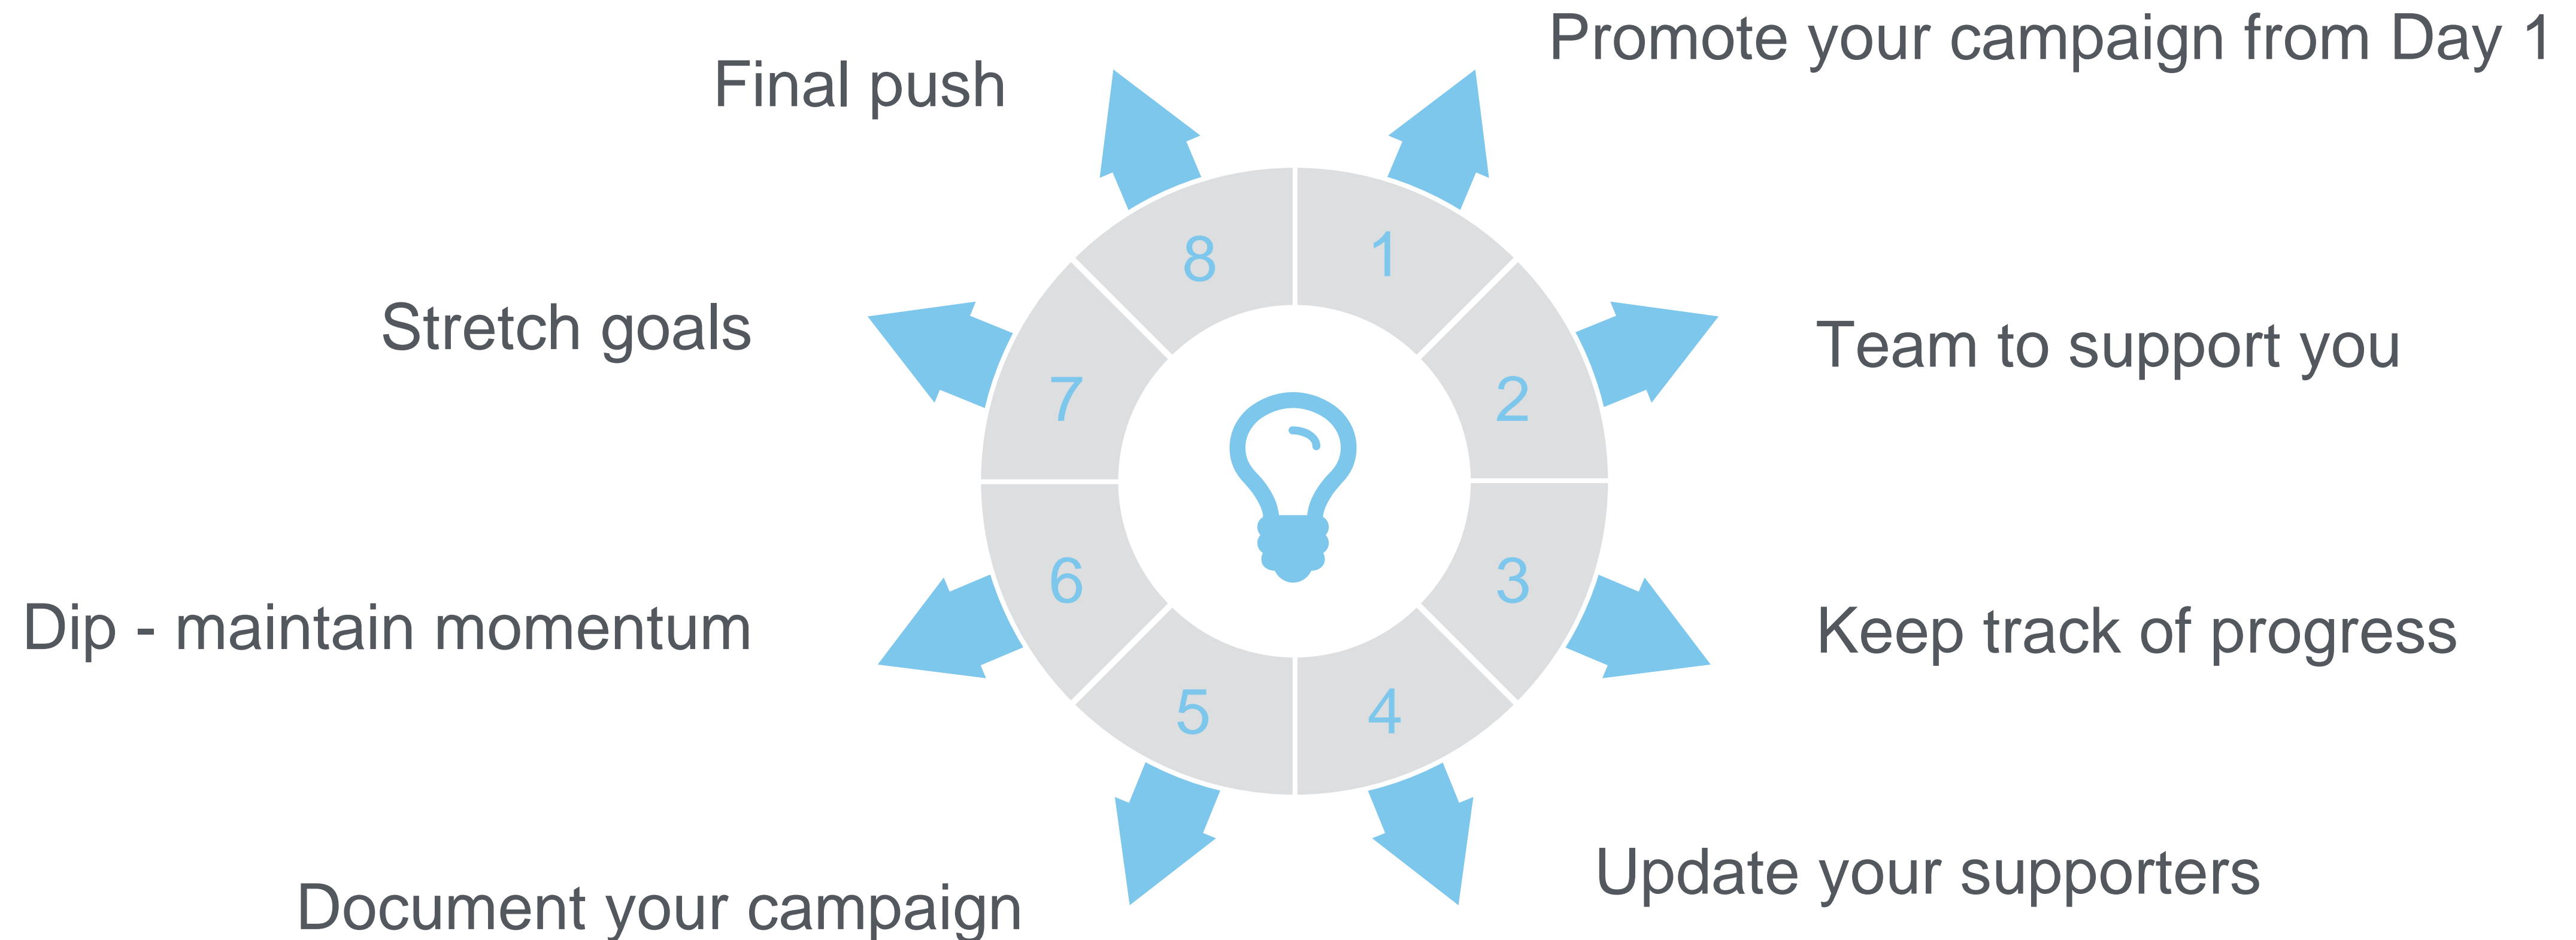 Promote your campaign from Day 1
Final push
8
1
Stretch goals
Team to support you
7
2
6
3
Dip - maintain momentum
Keep track of progress
5
4
Update your supporters
Document your campaign